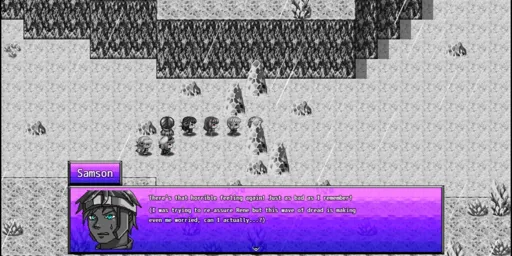 Samson
There's that horrible feeling again! Just as bad as I remember!
(I was trying to re-assure Neme but this wave of dread is making
even me worried, can I actually...?)